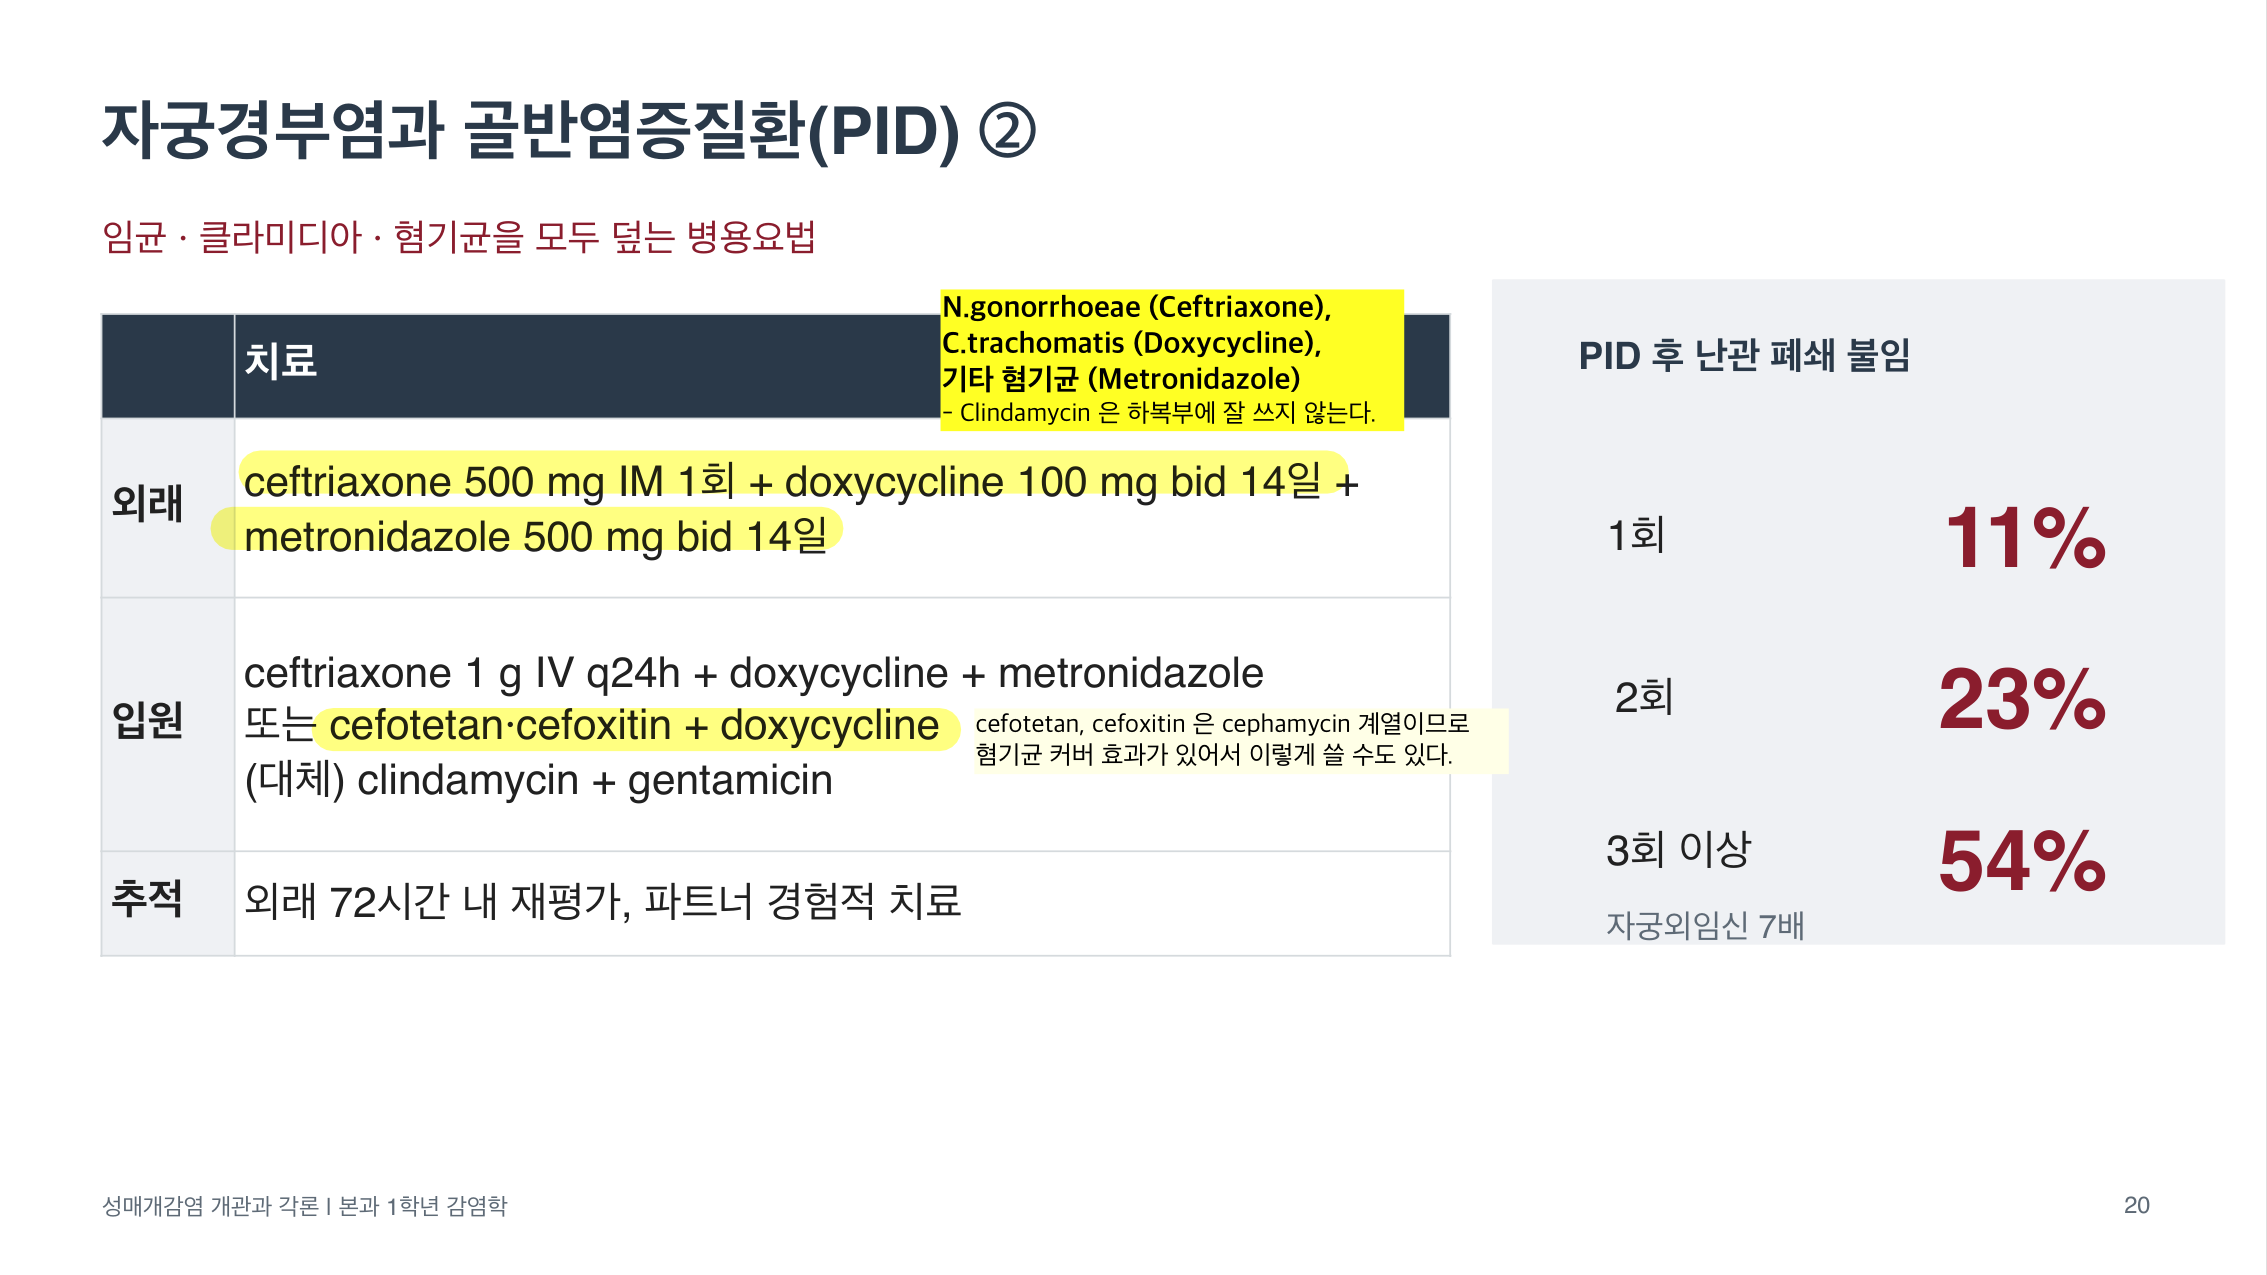 자궁경부염과 골반염증질환(PID) ②
임균 · 클라미디아 · 혐기균을 모두 덮는 병용요법
N.gonorrhoeae (Ceftriaxone),
C.trachomatis (Doxycycline),
기타 혐기균 (Metronidazole)
- Clindamycin 은 하복부에 잘 쓰지 않는다.
치료
외래
ceftriaxone 500 mg IM 1회 + doxycycline 100 mg bid 14일 +
metronidazole 500 mg bid 14일
입원
ceftriaxone 1 g IV q24h + doxycycline + metronidazole
또는 cefotetan·cefoxitin + doxycycline
(대체) clindamycin + gentamicin
cefotetan, cefoxitin 은 cephamycin 계열이므로
혐기균 커버 효과가 있어서 이렇게 쓸 수도 있다.
추적
외래 72시간 내 재평가, 파트너 경험적 치료
PID 후 난관 폐쇄 불임
1회 11%
2회 23%
3회 이상 54%
자궁외임신 7배
성매개감염 개관과 각론 | 본과 1학년 감염학
20